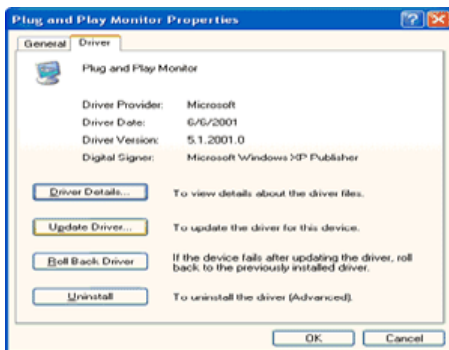 Plug and Play Monitor Properties
General Driver
Plug and Play Monitor
Driver Provider: Microsoft
Driver Date: 6/6/2001
Driver Version: 5.1.2001.0
Digital Signer: Microsoft Windows XP Publisher
Driver Details... To view details about the driver files.
Update Driver... To update the driver for this device.
Roll Back Driver If the device fails after updating the driver, roll
back to the previously installed driver.
Uninstall To uninstall the driver (Advanced).
OK Cancel